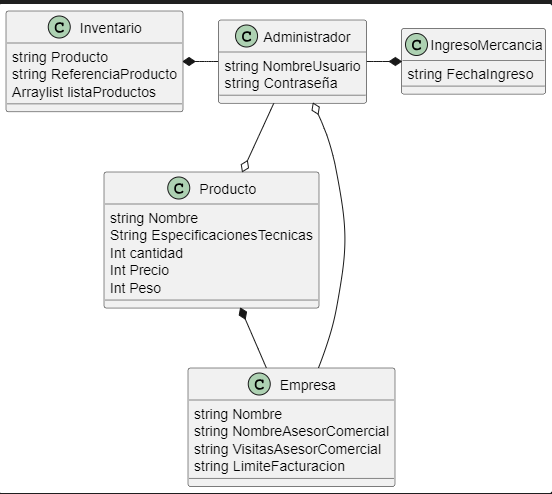 C Inventario
string Producto
string ReferenciaProducto
Arraylist listaProductos
C Administrador
string NombreUsuario
string Contraseña
C IngresoMercancia
string FechaIngreso
C Producto
string Nombre
String EspecificacionesTecnicas
Int cantidad
Int Precio
Int Peso
C Empresa
string Nombre
string NombreAsesorComercial
string VisitasAsesorComercial
string LimiteFacturacion